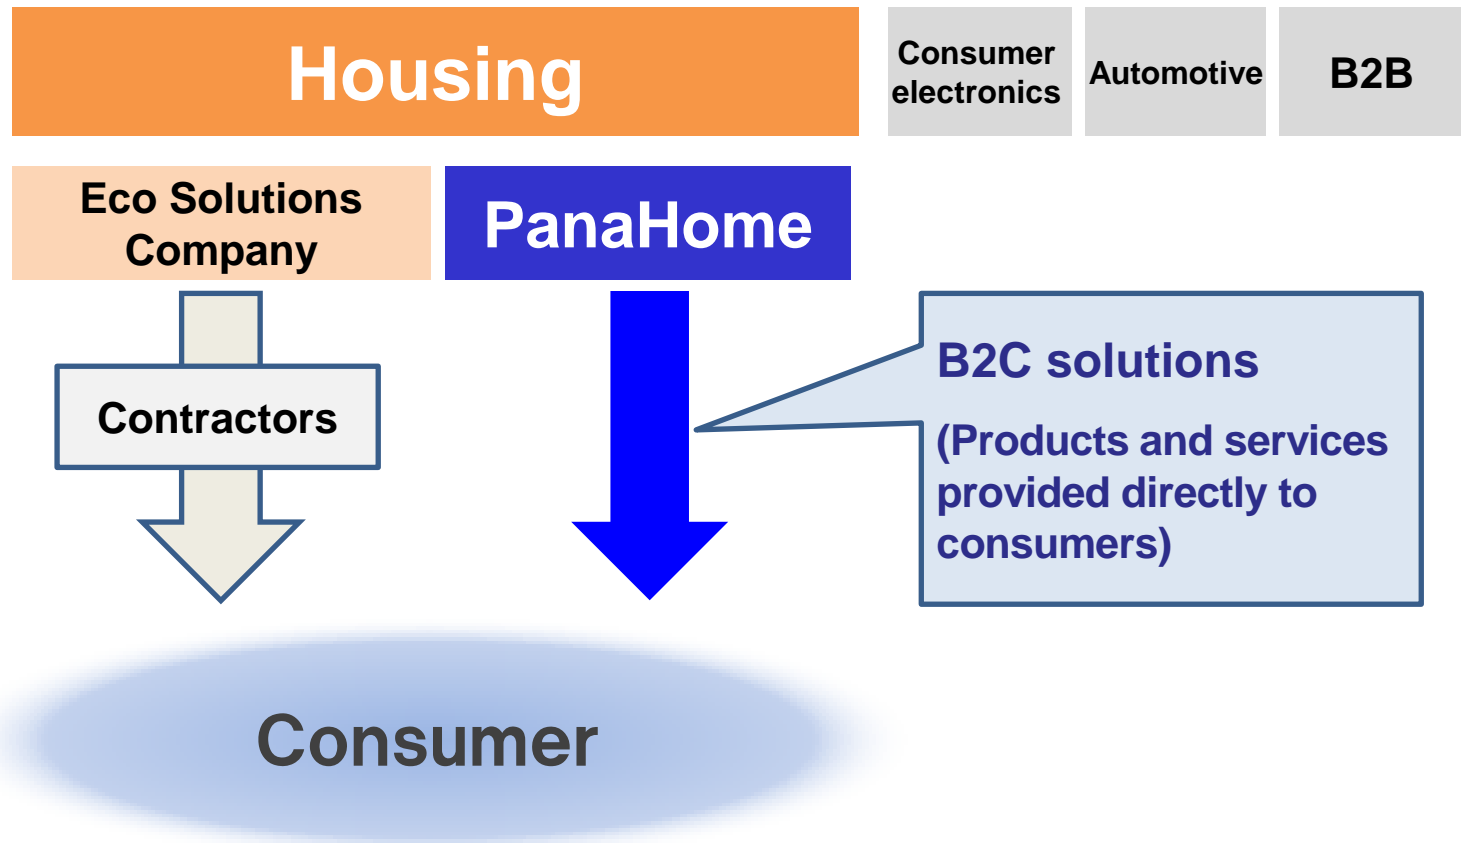 Housing
Consumer
electronics
Automotive
B2B
Eco Solutions
Company
PanaHome
Contractors
B2C solutions
(Products and services
provided directly to
consumers)
Consumer